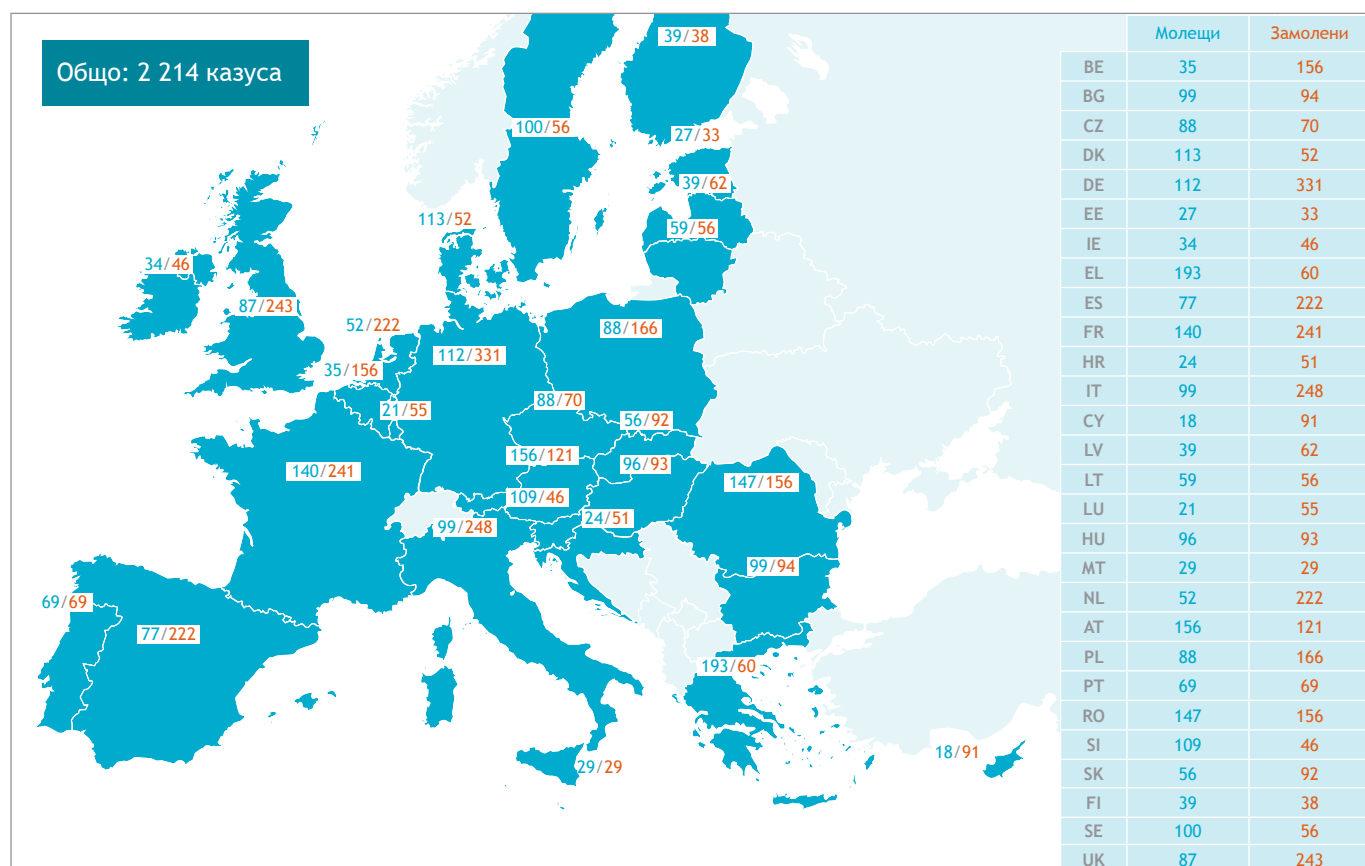 Общо: 2 214 казуса
39/38
100/56
27/33
39/62
113/52
59/56
34/46
87/243
52/222
88/166
112/331
35/156
88/70
21/55
56/92
156/121
140/241
96/93
147/156
109/46
24/51
99/248
99/94
69/69
77/222
193/60
18/91
29/29
Молещи Замолени
BE 35 156
BG 99 94
CZ 88 70
DK 113 52
DE 112 331
EE 27 33
IE 34 46
EL 193 60
ES 77 222
FR 140 241
HR 24 51
IT 99 248
CY 18 91
LV 39 62
LT 59 56
LU 21 55
HU 96 93
MT 29 29
NL 52 222
AT 156 121
PL 88 166
PT 69 69
RO 147 156
SI 109 46
SK 56 92
FI 39 38
SE 100 56
UK 87 243